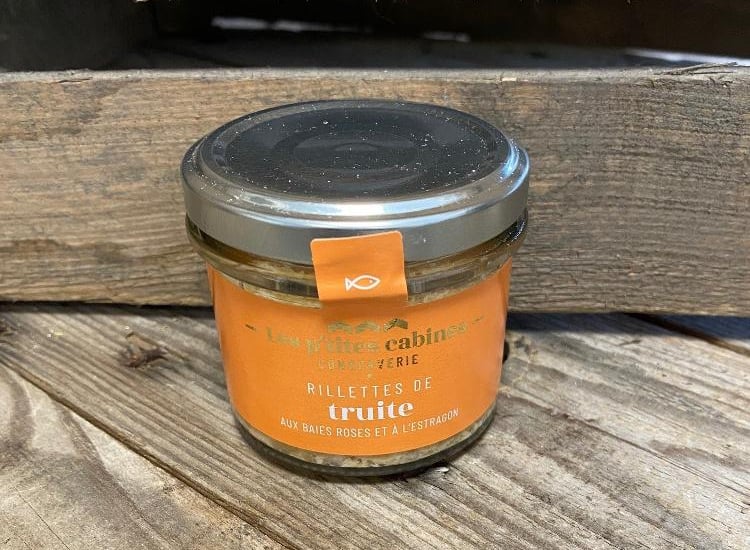 Les p'tites cabines
CONSERVERIE
RILLETTES DE
truite
AUX BAIES ROSES ET À L'ESTRAGON